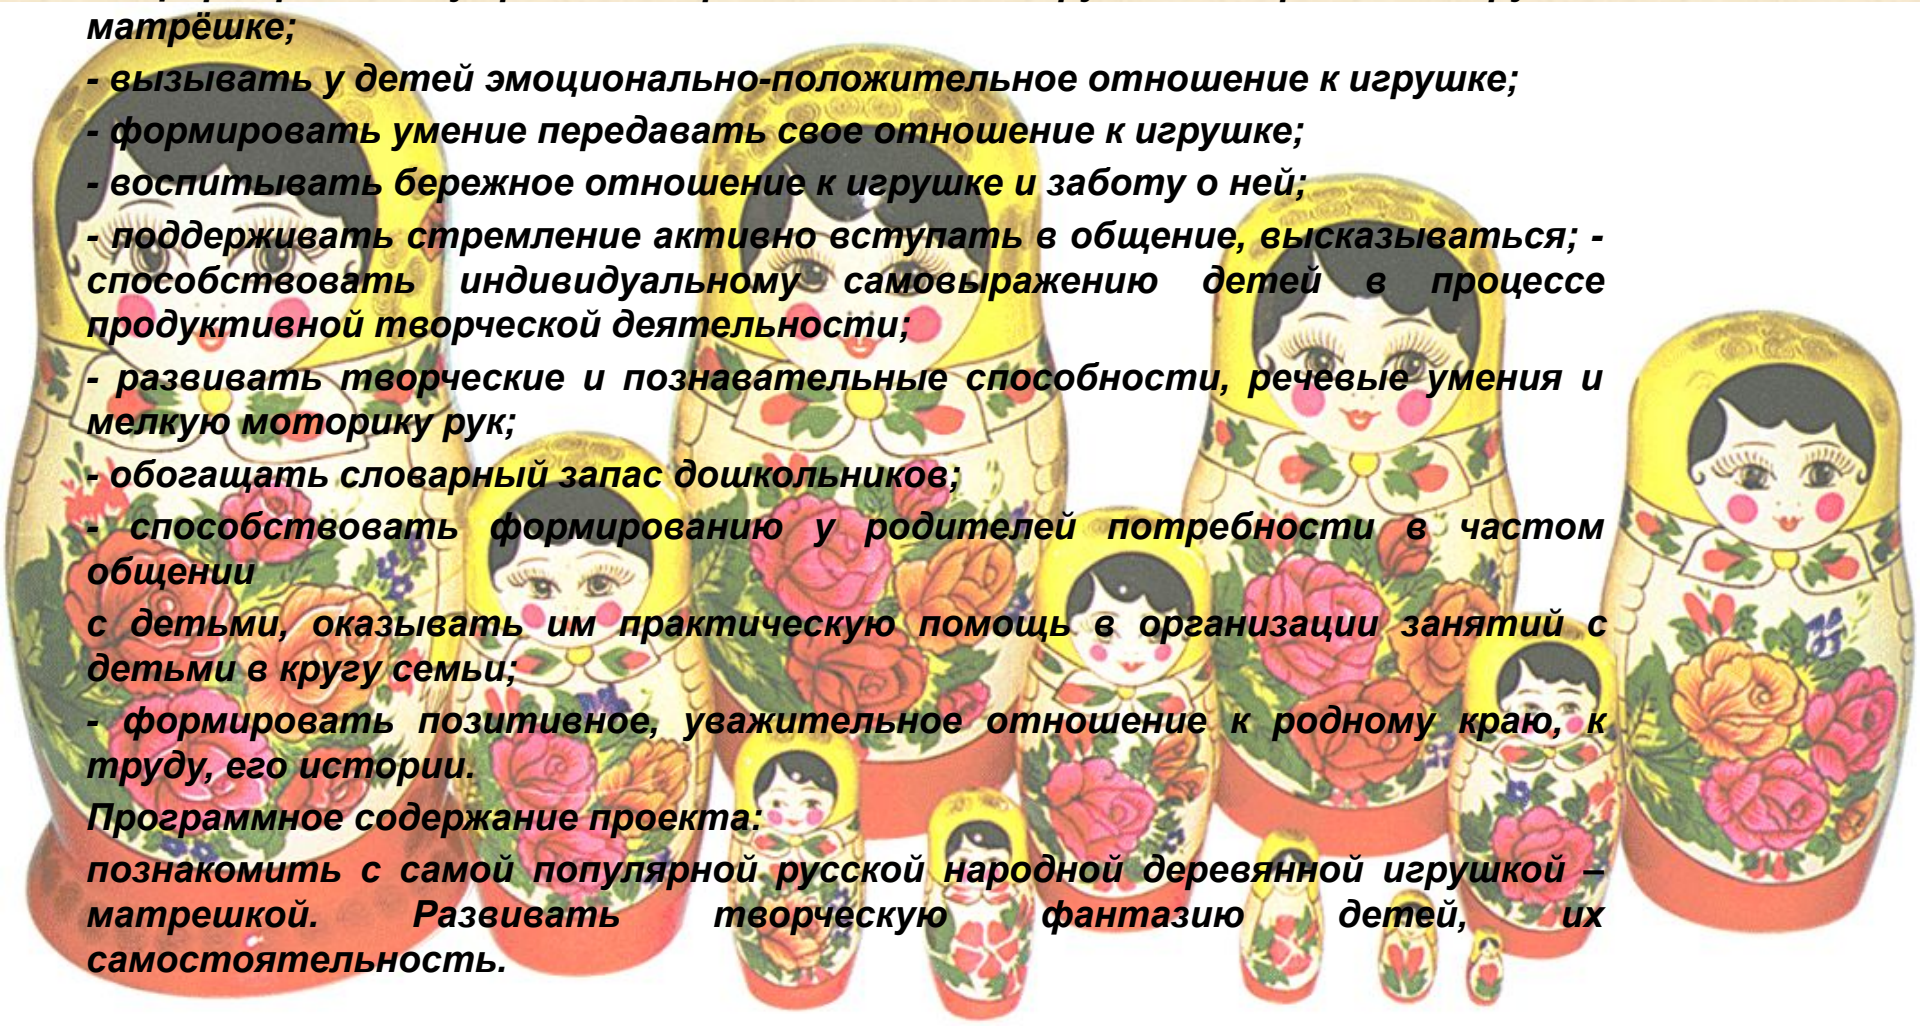 матрёшке;
- вызывать у детей эмоционально-положительное отношение к игрушке;
- формировать умение передавать свое отношение к игрушке;
- воспитывать бережное отношение к игрушке и заботу о ней;
- поддерживать стремление активно вступать в общение, высказываться; -
способствовать индивидуальному самовыражению детей в процессе
продуктивной творческой деятельности;
- развивать творческие и познавательные способности, речевые умения и
мелкую моторику рук;
- обогащать словарный запас дошкольников;
- способствовать формированию у родителей потребности в частом
общении
с детьми, оказывать им практическую помощь в организации занятий с
детьми в кругу семьи;
- формировать позитивное, уважительное отношение к родному краю, к
труду, его истории.
Программное содержание проекта:
познакомить с самой популярной русской народной деревянной игрушкой –
матрешкой. Развивать творческую фантазию детей, их
самостоятельность.